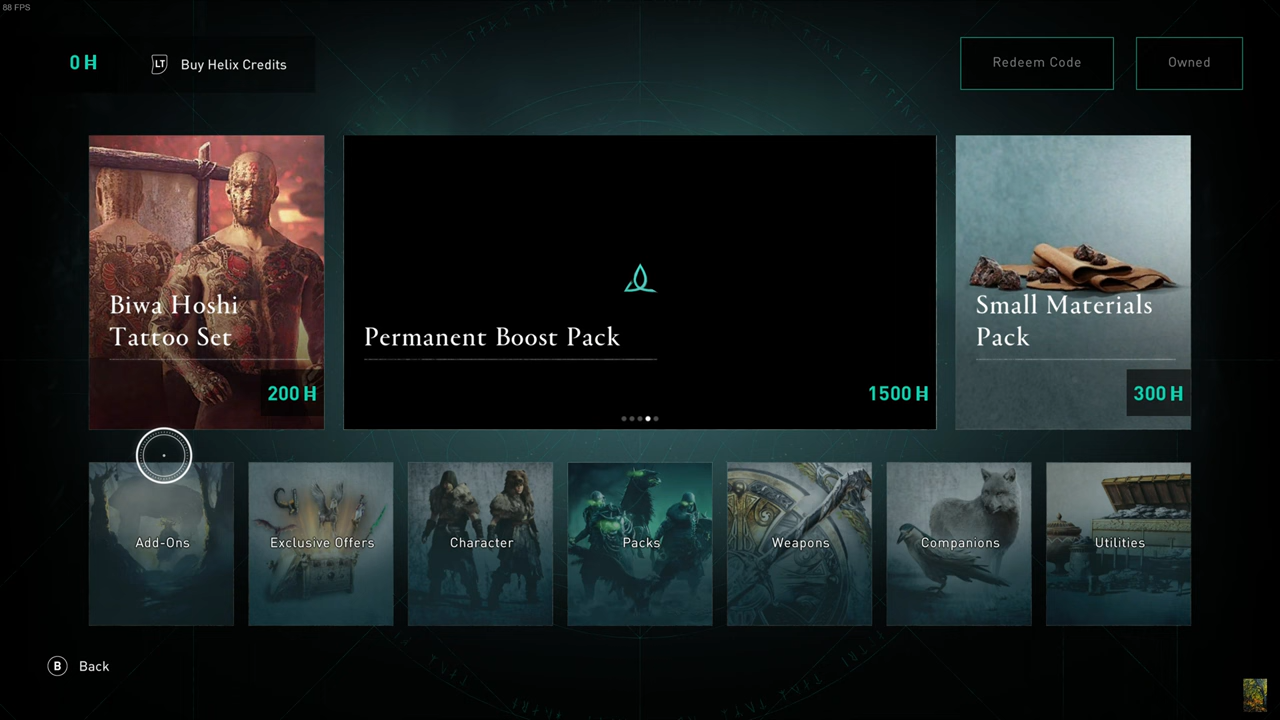 88 FPS
0 H
LT
Buy Helix Credits
Redeem Code
Owned
Biwa Hoshi
Tattoo Set
200 H
Permanent Boost Pack
1500 H
Small Materials
Pack
300 H
Add-Ons
Exclusive Offers
Character
Packs
Weapons
Companions
Utilities
B
Back